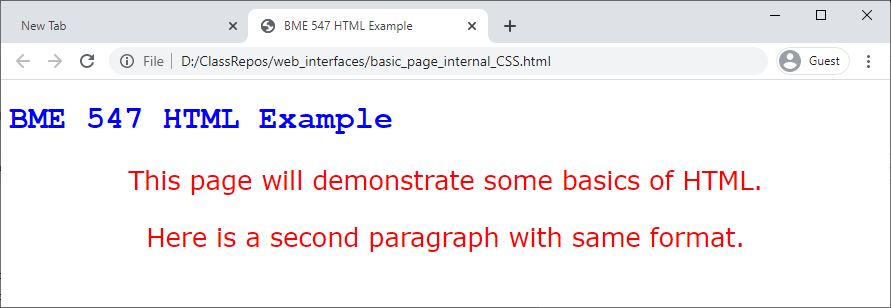 New Tab
BME 547 HTML Example
File
D:/ClassRepos/web_interfaces/basic_page_internal_CSS.html
Guest
BME 547 HTML Example
This page will demonstrate some basics of HTML.
Here is a second paragraph with same format.